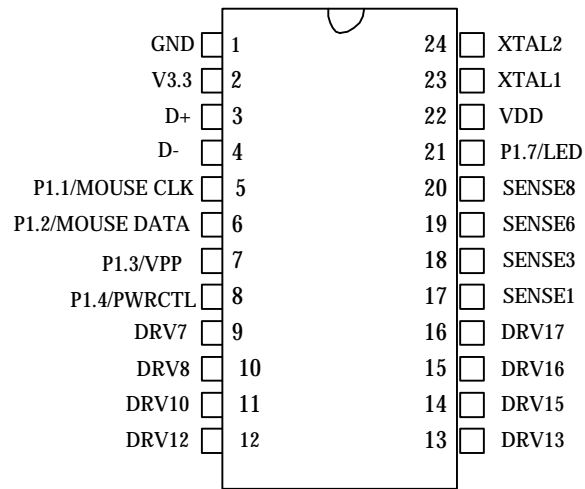 GND 1 24 XTAL2
V3.3 2 23 XTAL1
D+ 3 22 VDD
D- 4 21 P1.7/LED
P1.1/MOUSE CLK 5 20 SENSE8
P1.2/MOUSE DATA 6 19 SENSE6
P1.3/VPP 7 18 SENSE3
P1.4/PWRCTL 8 17 SENSE1
DRV7 9 16 DRV17
DRV8 10 15 DRV16
DRV10 11 14 DRV15
DRV12 12 13 DRV13